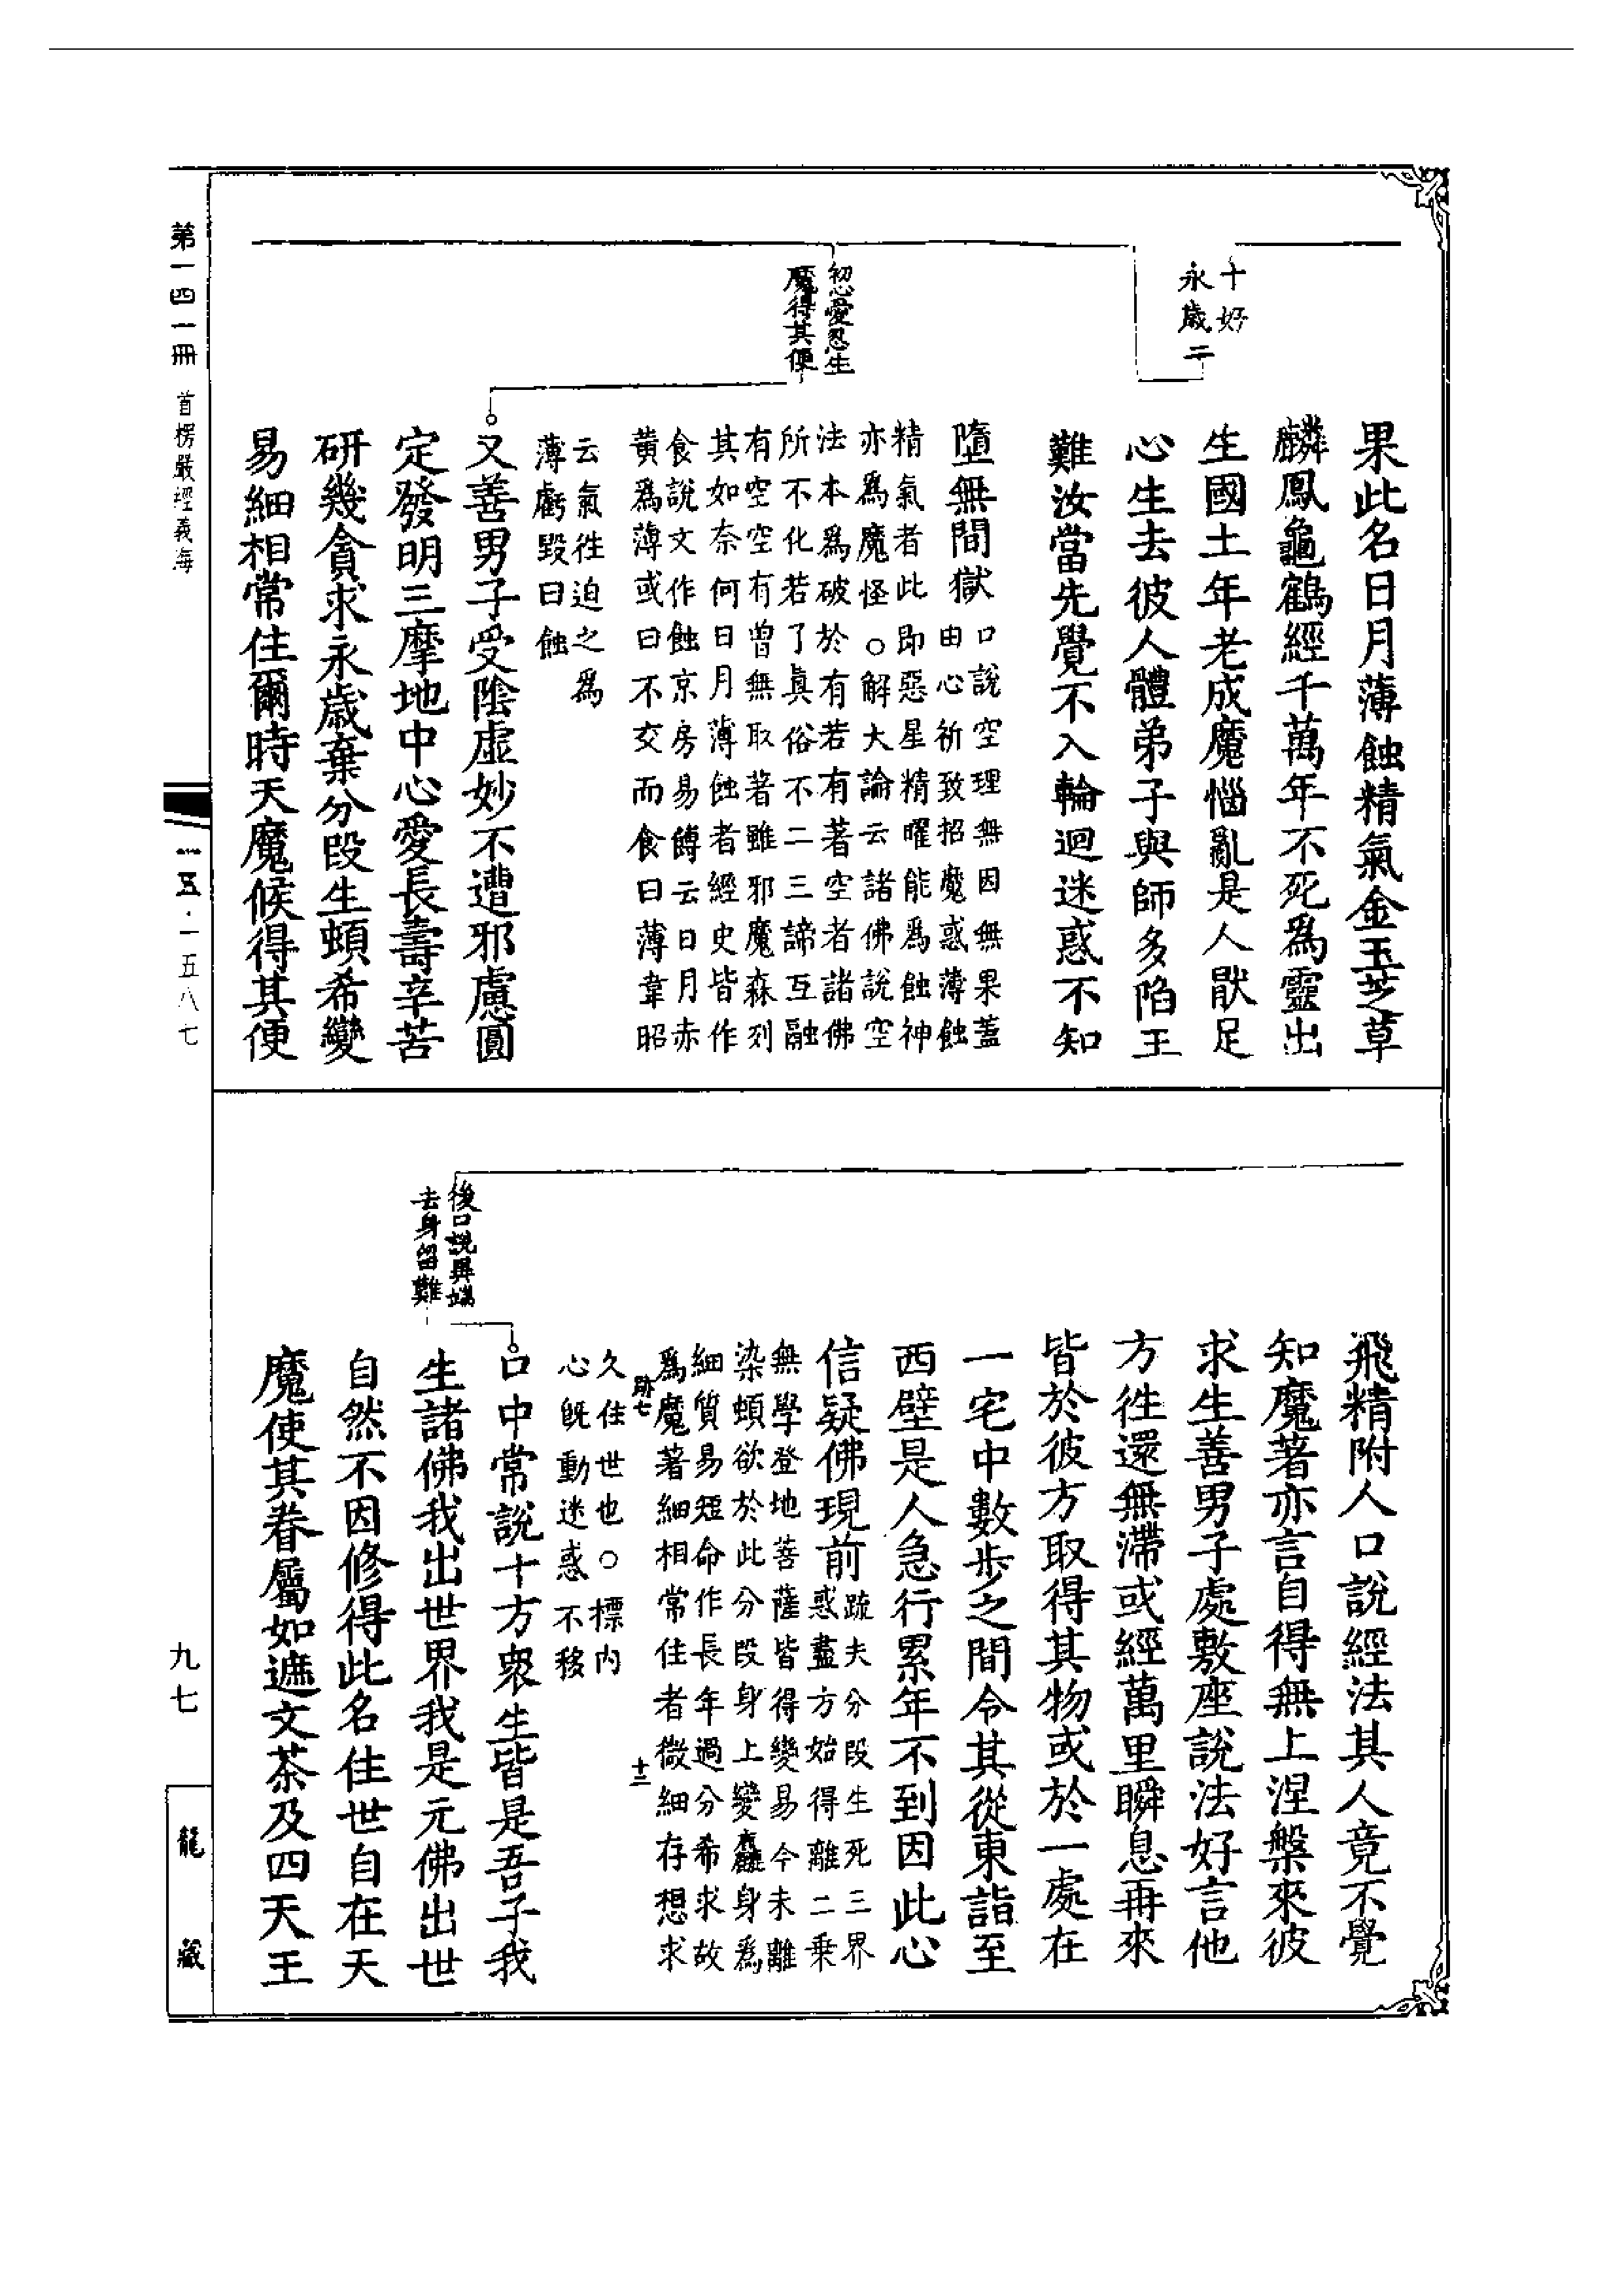 十好
永歲二
果此名日月薄蝕精氣金玉芝草
麟鳳龜鶴經千萬年不死爲靈出
生國土年老成魔惱亂是人猒足
心生去彼人體弟子與師多陷王
難汝當先覺不入輪迴迷惑不知
墮無間獄口說空理無因無果蓋
由心祈致招魔惑薄蝕
精氣者此即惡星精曜能爲蝕神
亦爲魔怪○解大論云諸佛說空
法本爲破於有若有著空者諸佛
所不化若了眞俗不二三諦互融
有空空有曾無取著雖邪魔森列
其如奈何日月薄蝕者經史皆作
食說文作蝕京房易傳云日月赤
黄爲薄或曰不交而食曰薄韋昭
云氣徃迫之爲
薄虧毀曰蝕
初愛忍生
魔得其便
又善男子受陰虛妙不遭邪慮圓
定發明三摩地中心愛長壽辛苦
研幾貪求永歲棄分段生頓希變
易細相常住爾時天魔候得其便
第一四一冊
首楞嚴經義海
一五·一五八七
飛精附人口說經法其人竟不覺
知魔著亦言自得無上涅槃來彼
求生善男子處敷座說法好言他
方徃還無滯或經萬里瞬息再來
皆於彼方取得其物或於一處在
一宅中數步之間令其從東詣至
西壁是人急行累年不到因此心
信疑佛現前疏夫分段生死三界
惑盡方始得離二乗
無學登地菩薩皆得變易今未離
染頓欲於此分段身上變麤身爲
細質易短命作長年過分希求故
爲魔著細相常住者微細存想求
跡七
十三
久住世也○標內
心旣動迷惑不移
後口說異端
去身留難
口中常說十方衆生皆是吾子我
生諸佛我出世界我是元佛出世
自然不因修得此名住世自在天
魔使其眷屬如遮文茶及四天王
九七
龍藏